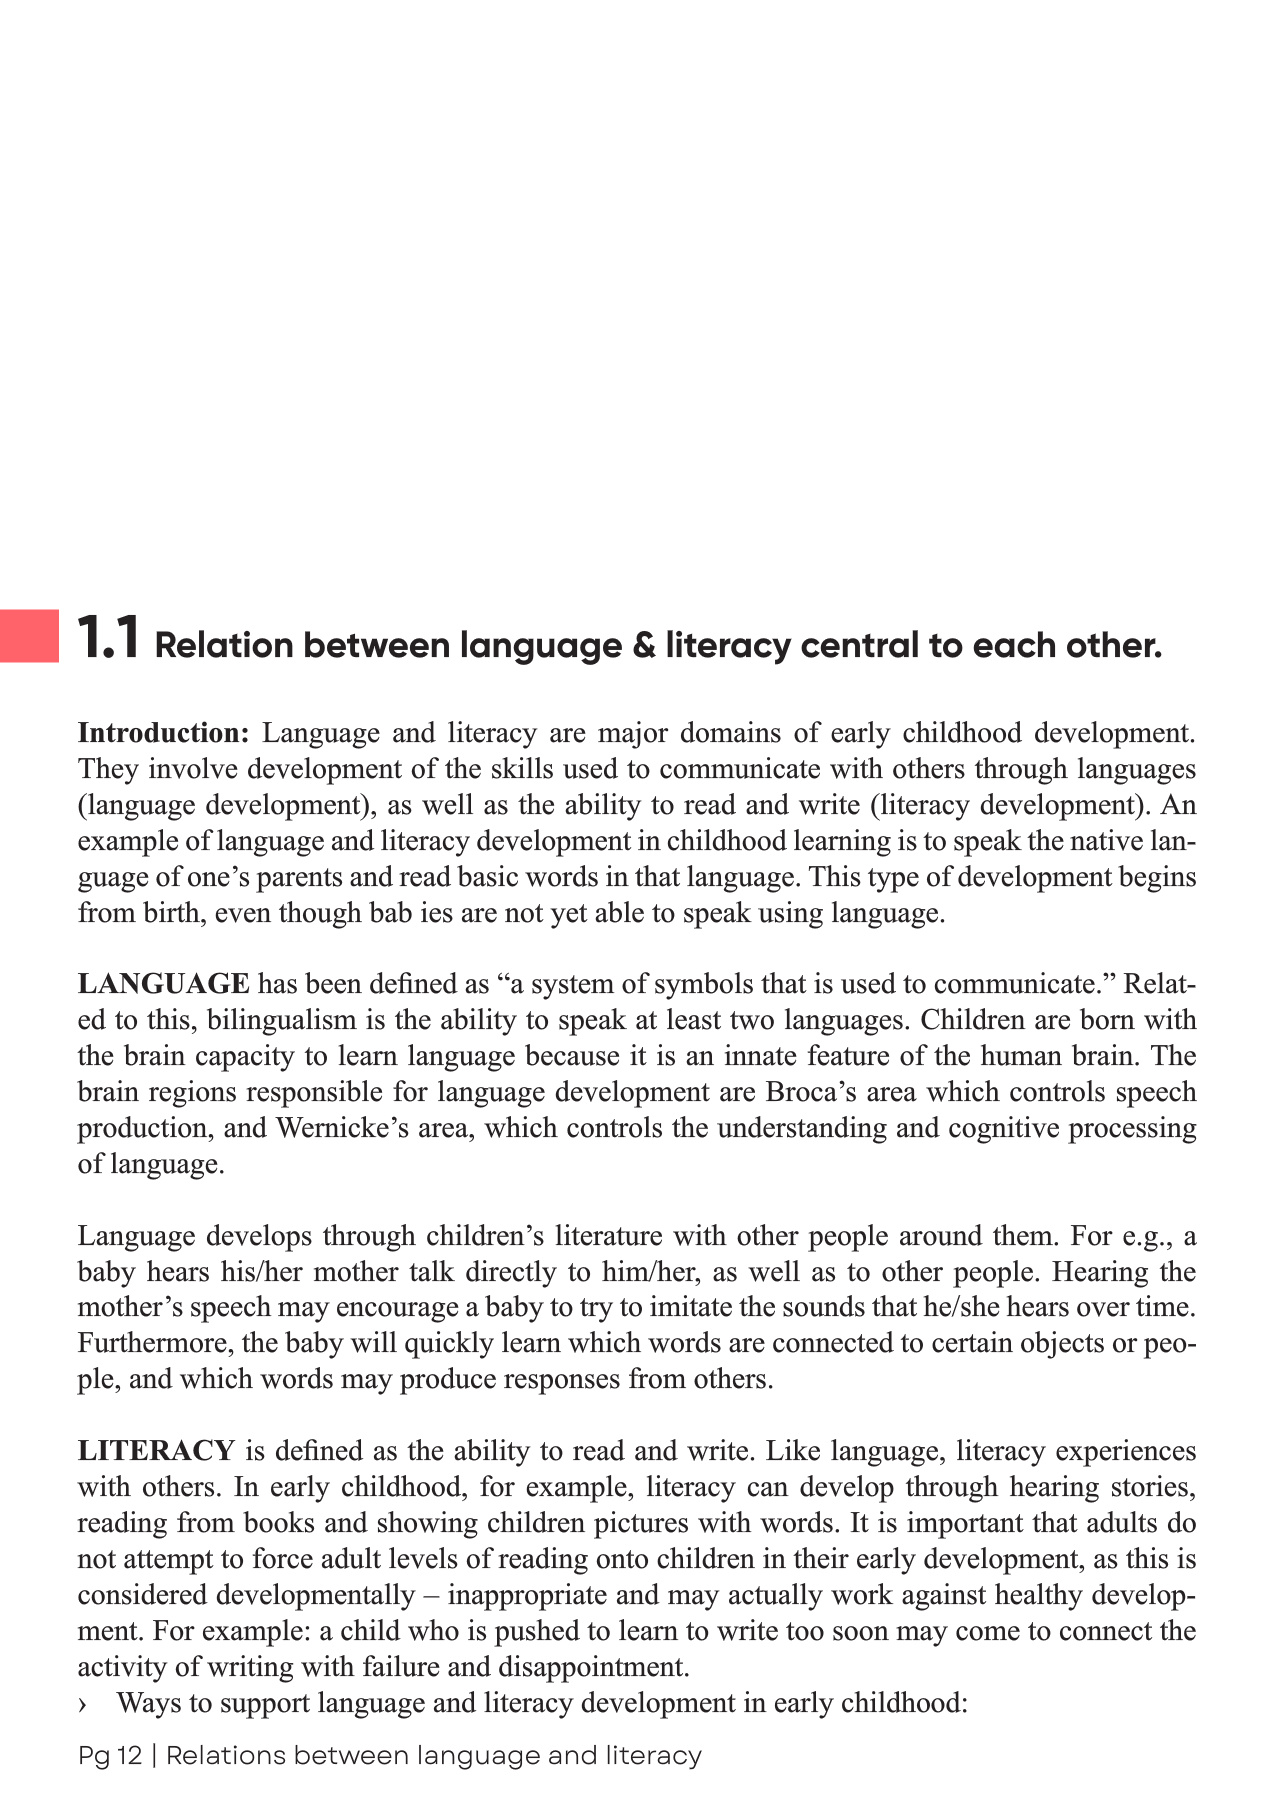 1.1 Relation between language & literacy central to each other.
Introduction: Language and literacy are major domains of early childhood development.
They involve development of the skills used to communicate with others through languages
(language development), as well as the ability to read and write (literacy development). An
example of language and literacy development in childhood learning is to speak the native lan-
guage of one’s parents and read basic words in that language. This type of development begins
from birth, even though bab ies are not yet able to speak using language.
LANGUAGE has been defined as “a system of symbols that is used to communicate.” Relat-
ed to this, bilingualism is the ability to speak at least two languages. Children are born with
the brain capacity to learn language because it is an innate feature of the human brain. The
brain regions responsible for language development are Broca’s area which controls speech
production, and Wernicke’s area, which controls the understanding and cognitive processing
of language.
Language develops through children’s literature with other people around them. For e.g., a
baby hears his/her mother talk directly to him/her, as well as to other people. Hearing the
mother’s speech may encourage a baby to try to imitate the sounds that he/she hears over time.
Furthermore, the baby will quickly learn which words are connected to certain objects or peo-
ple, and which words may produce responses from others.
LITERACY is defined as the ability to read and write. Like language, literacy experiences
with others. In early childhood, for example, literacy can develop through hearing stories,
reading from books and showing children pictures with words. It is important that adults do
not attempt to force adult levels of reading onto children in their early development, as this is
considered developmentally – inappropriate and may actually work against healthy develop-
ment. For example: a child who is pushed to learn to write too soon may come to connect the
activity of writing with failure and disappointment.
› Ways to support language and literacy development in early childhood:
Pg 12 | Relations between language and literacy